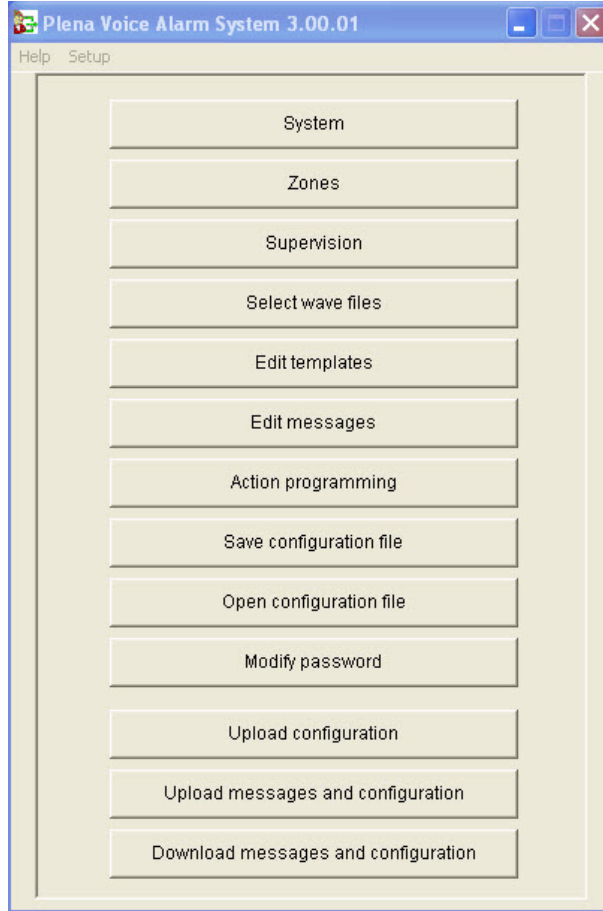 Plena Voice Alarm System 3.00.01
Help Setup
System
Zones
Supervision
Select wave files
Edit templates
Edit messages
Action programming
Save configuration file
Open configuration file
Modify password
Upload configuration
Upload messages and configuration
Download messages and configuration